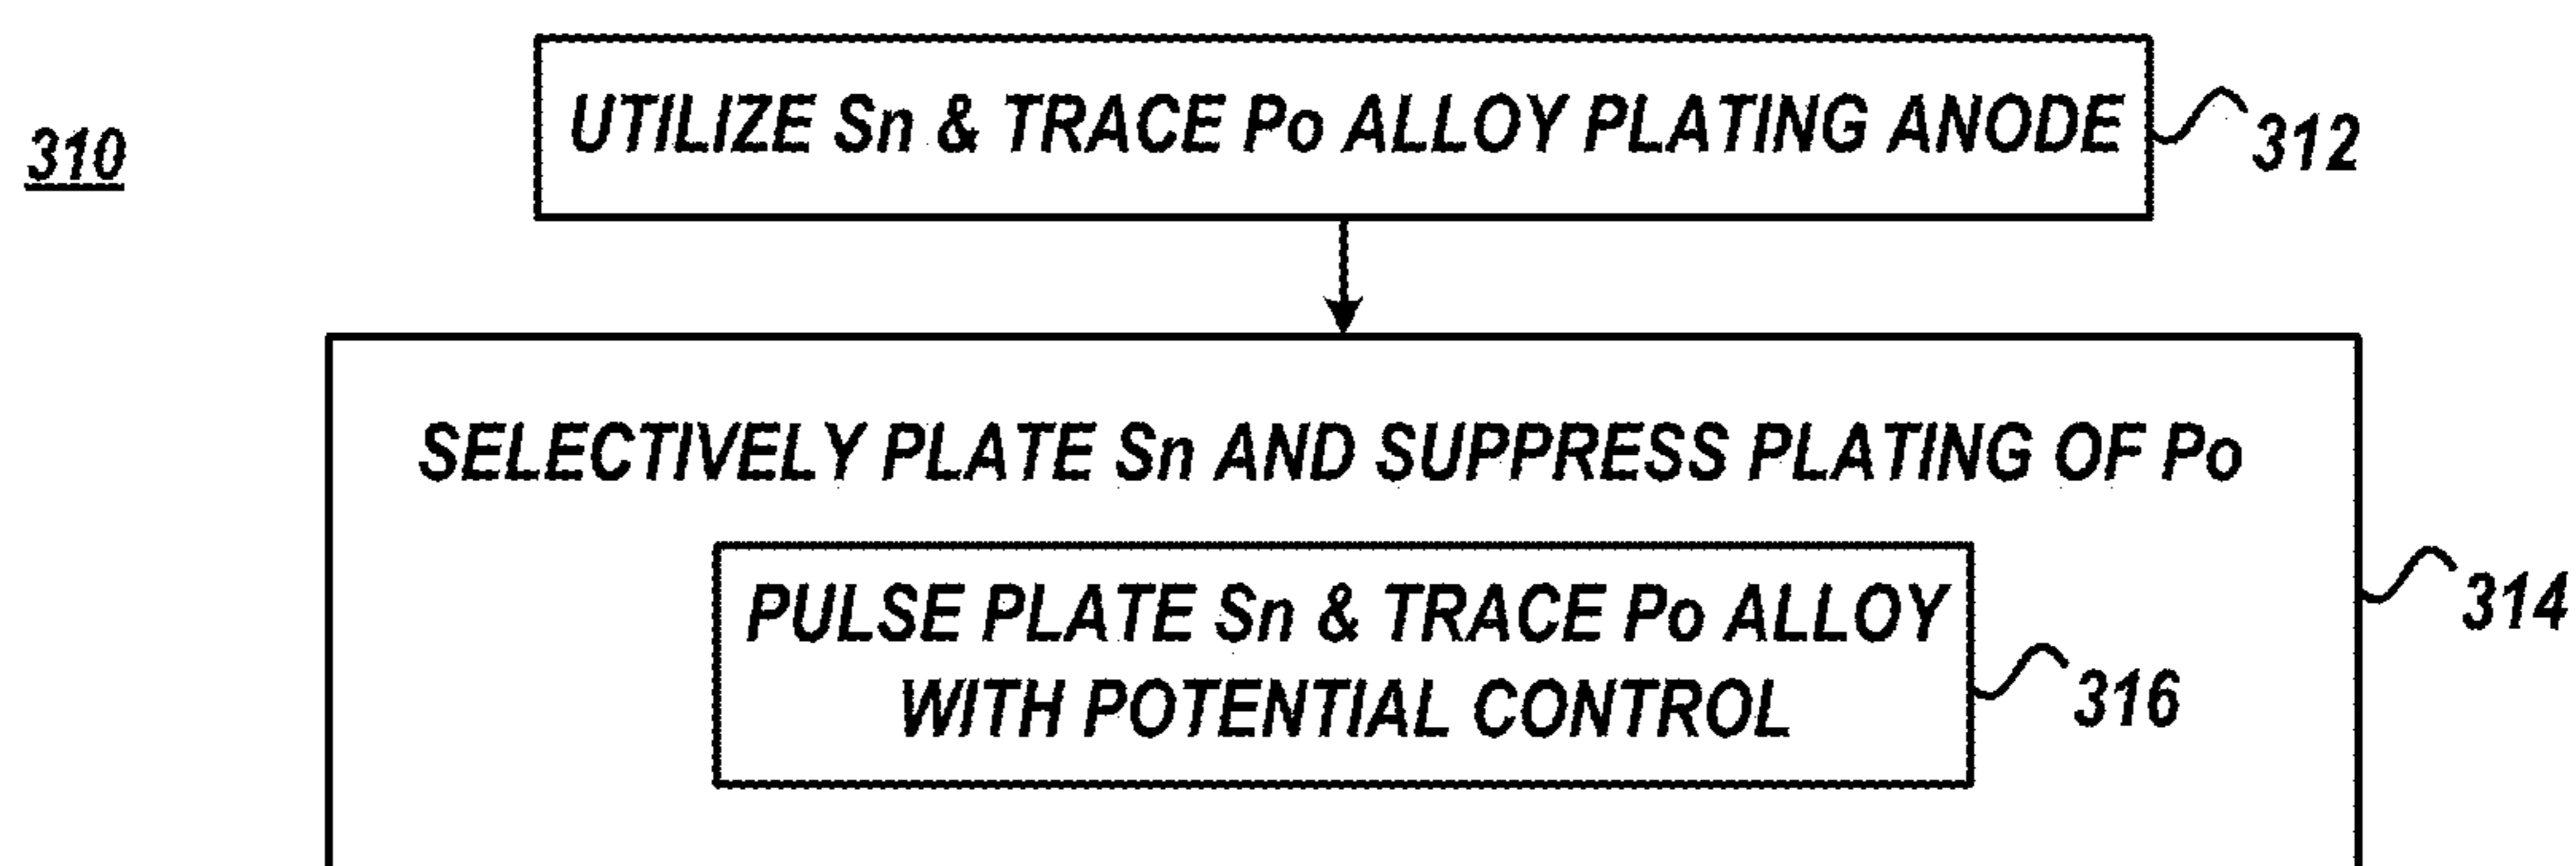 310
UTILIZE Sn & TRACE Po ALLOY PLATING ANODE
312
SELECTIVELY PLATE Sn AND SUPPRESS PLATING OF Po
314
PULSE PLATE Sn & TRACE Po ALLOY
WITH POTENTIAL CONTROL
316